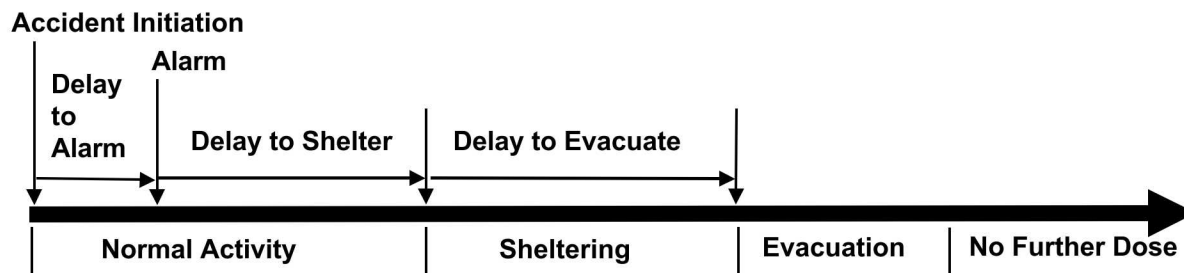 Accident Initiation
Alarm
Delay
to
Alarm
Delay to Shelter
Delay to Evacuate
Normal Activity
Sheltering
Evacuation
No Further Dose